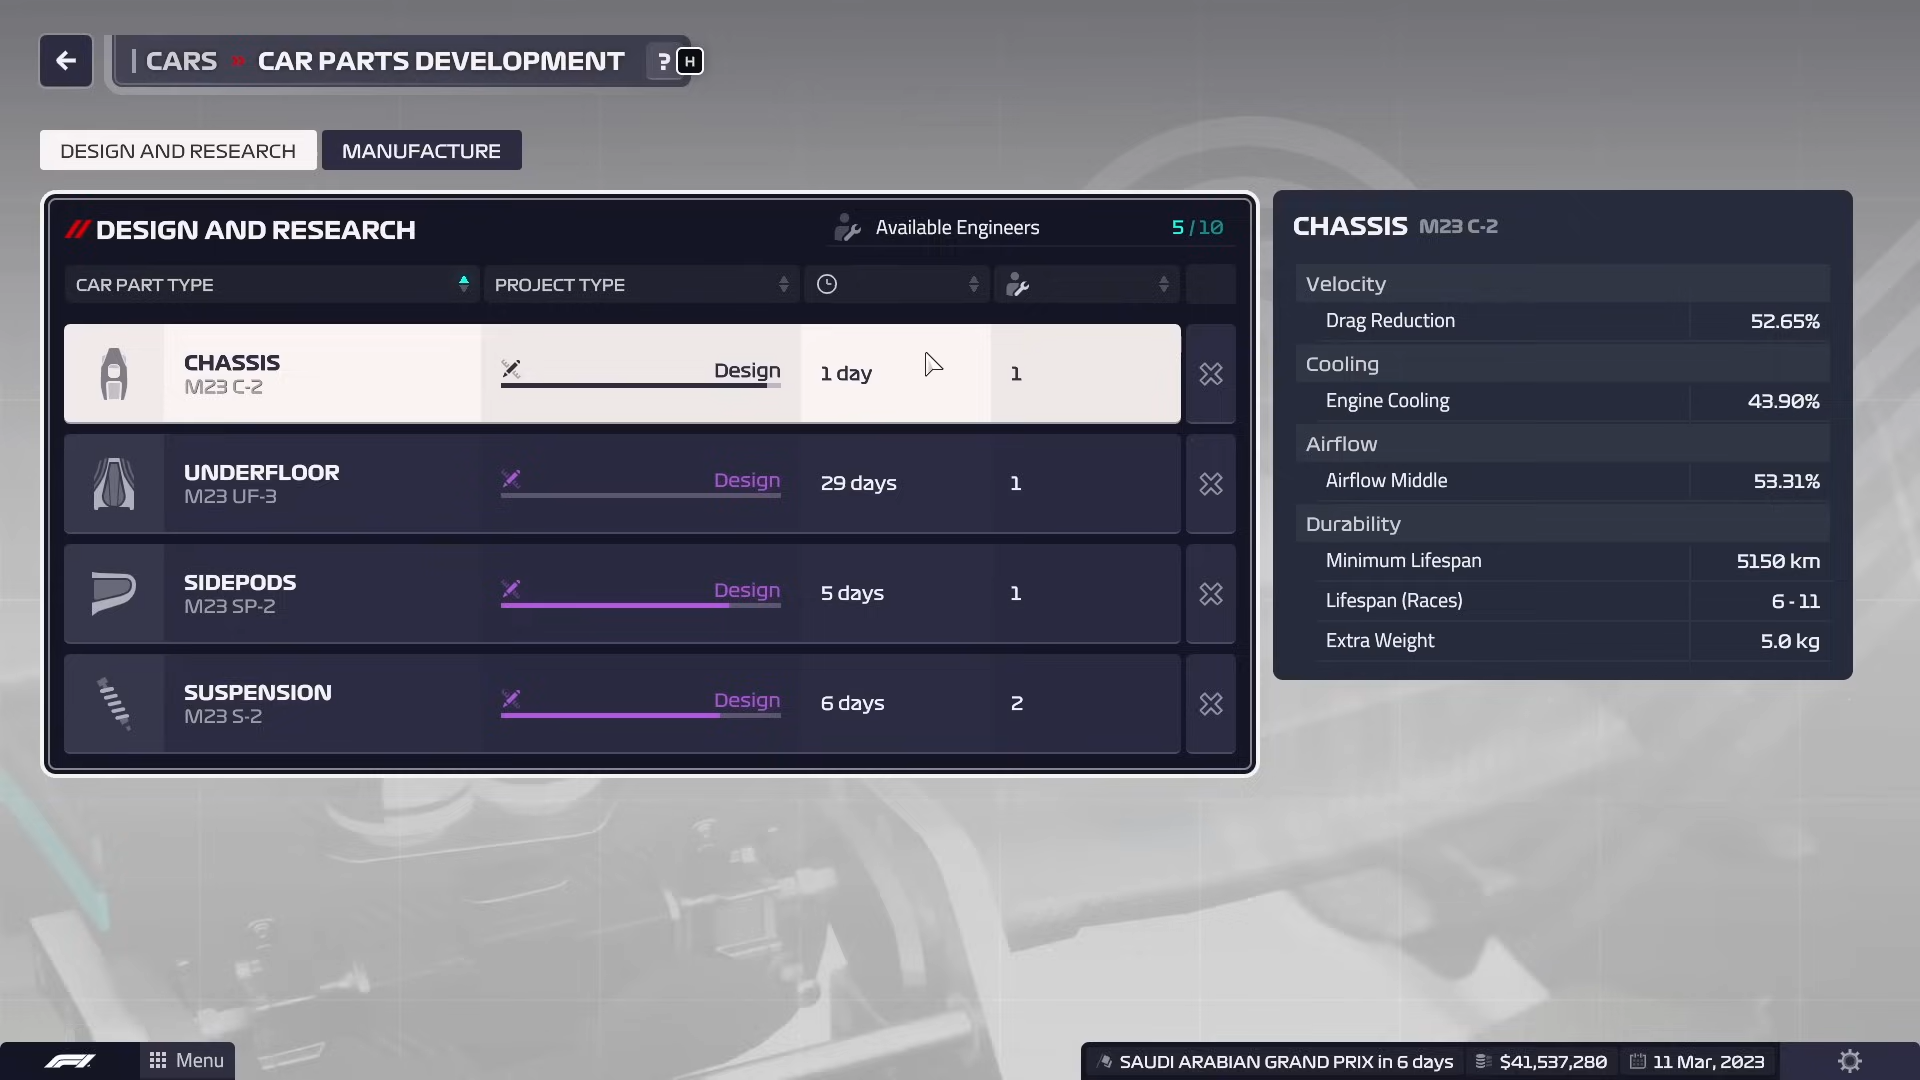 CARS » CAR PARTS DEVELOPMENT ? H
DESIGN AND RESEARCH MANUFACTURE
DESIGN AND RESEARCH Available Engineers 5 / 10
CAR PART TYPE PROJECT TYPE
CHASSIS
M23 C-2
Design 1 day 1
UNDERFLOOR
M23 UF-3
Design 29 days 1
SIDEPODS
M23 SP-2
Design 5 days 1
SUSPENSION
M23 S-2
Design 6 days 2
CHASSIS M23 C-2
Velocity
Drag Reduction 52.65%
Cooling
Engine Cooling 43.90%
Airflow
Airflow Middle 53.31%
Durability
Minimum Lifespan 5150 km
Lifespan (Races) 6 - 11
Extra Weight 5.0 kg
F1 Menu SAUDI ARABIAN GRAND PRIX in 6 days $41,537,280 11 Mar, 2023